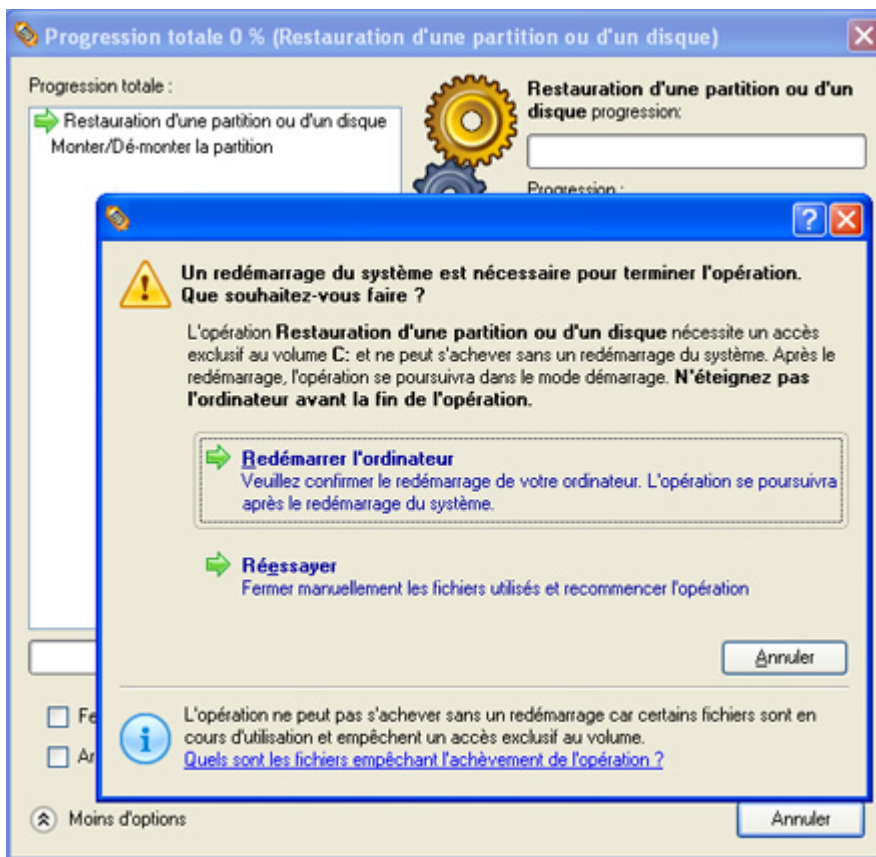 Progression totale 0 % (Restauration d'une partition ou d'un disque)
Progression totale :
Restauration d'une partition ou d'un disque
Monter/Dé-monter la partition
Restauration d'une partition ou d'un
disque progression:
Progression :
Un redémarrage du système est nécessaire pour terminer l'opération.
Que souhaitez-vous faire ?
L'opération Restauration d'une partition ou d'un disque nécessite un accès
exclusif au volume C: et ne peut s'achever sans un redémarrage du système. Après le
redémarrage, l'opération se poursuivra dans le mode démarrage. N'éteignez pas
l'ordinateur avant la fin de l'opération.
Redémarrer l'ordinateur
Veuillez confirmer le redémarrage de votre ordinateur. L'opération se poursuivra
après le redémarrage du système.
Réessayer
Fermer manuellement les fichiers utilisés et recommencer l'opération
Annuler
L'opération ne peut pas s'achever sans un redémarrage car certains fichiers sont en
cours d'utilisation et empêchent un accès exclusif au volume.
Quels sont les fichiers empêchant l'achèvement de l'opération ?
Fe
Ar
Moins d'options
Annuler